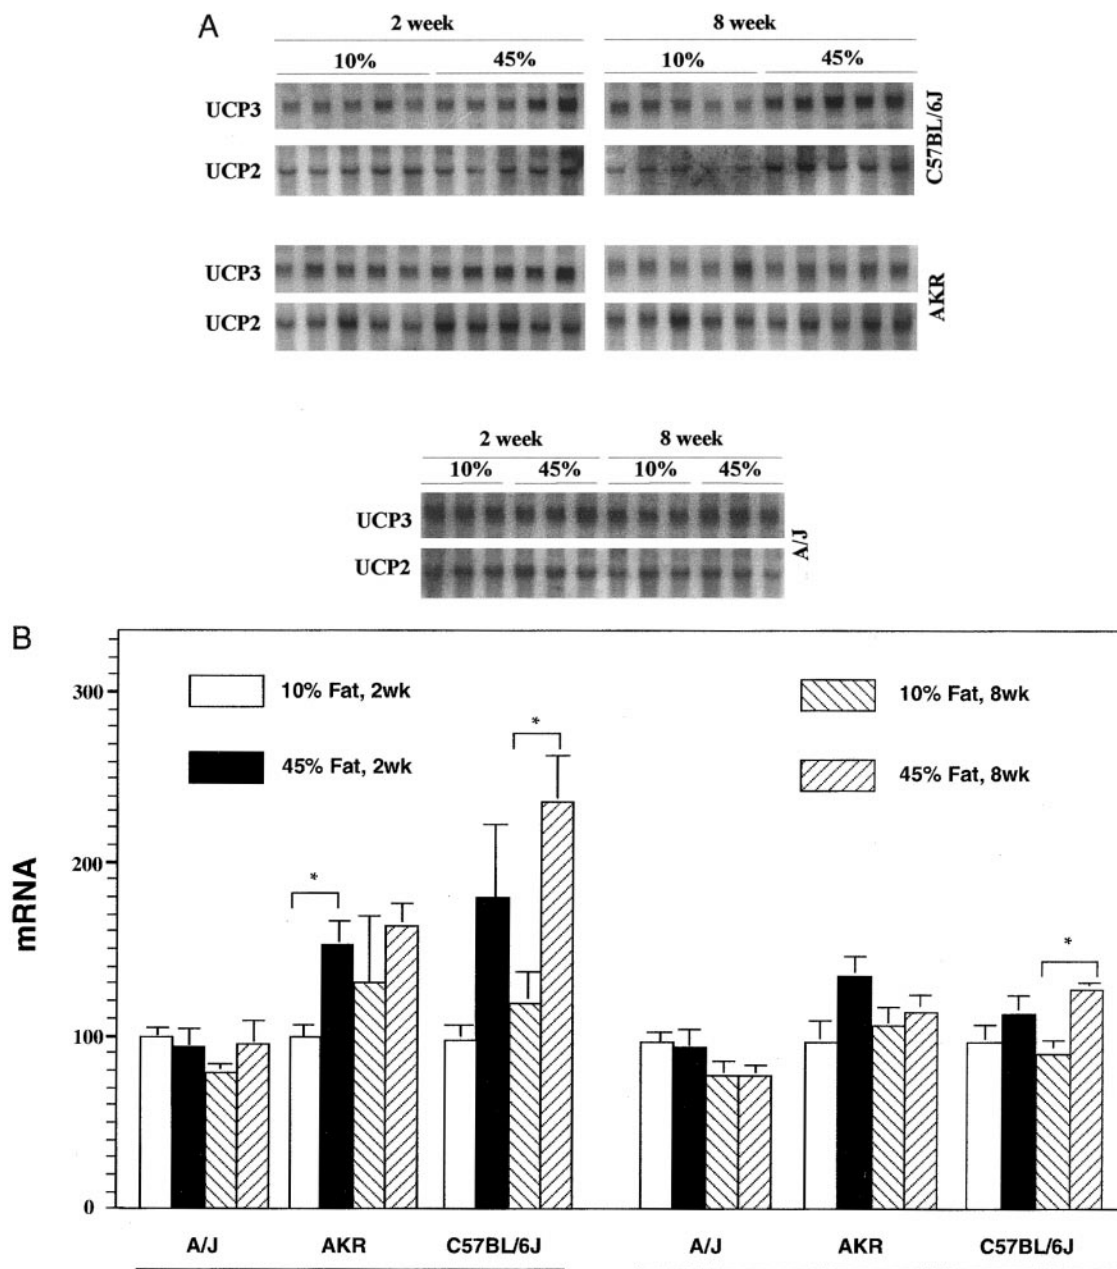 A
2 week 8 week
10% 45% 10% 45%
UCP3
UCP2
C57BL/6J
UCP3
UCP2
AKR
2 week 8 week
10% 45% 10% 45%
UCP3
UCP2
A/J
B
10% Fat, 2wk 10% Fat, 8wk
45% Fat, 2wk 45% Fat, 8wk
* * *
mRNA
300
200
100
0
A/J AKR C57BL/6J A/J AKR C57BL/6J